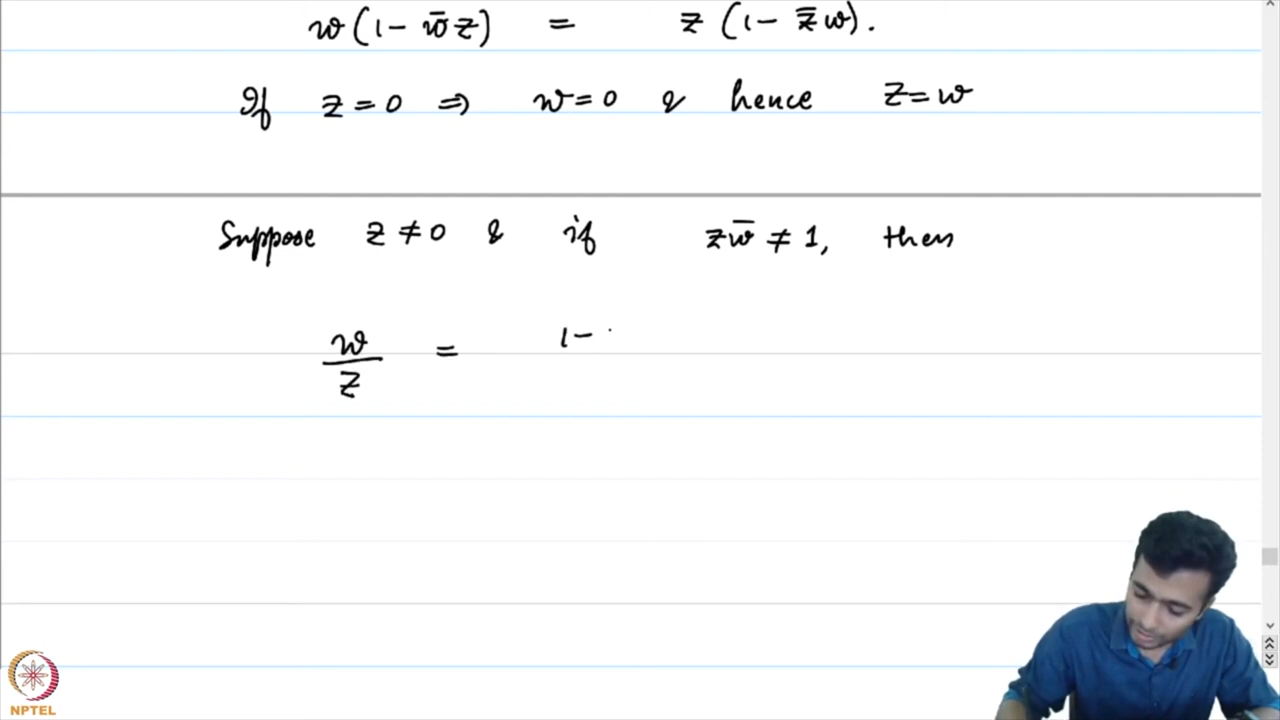 w(1 - w̄z) = z(1 - z̄w).
If z = 0 ⇒ w = 0 & hence z = w
Suppose z ≠ 0 & if zw̄ ≠ 1, then
w/z = 1 -
NPTEL